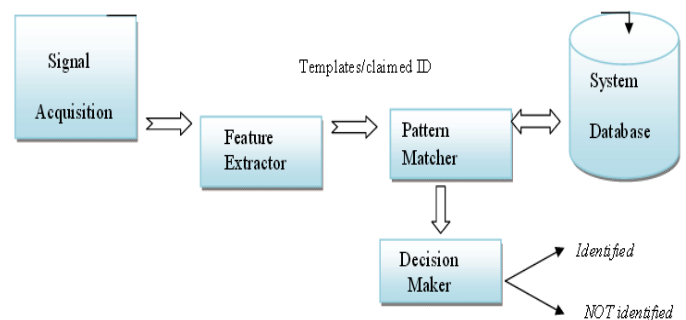 Signal
Acquisition
Templates/claimed ID
System
Database
Feature
Extractor
Pattern
Matcher
Decision
Maker
Identified
NOT identified